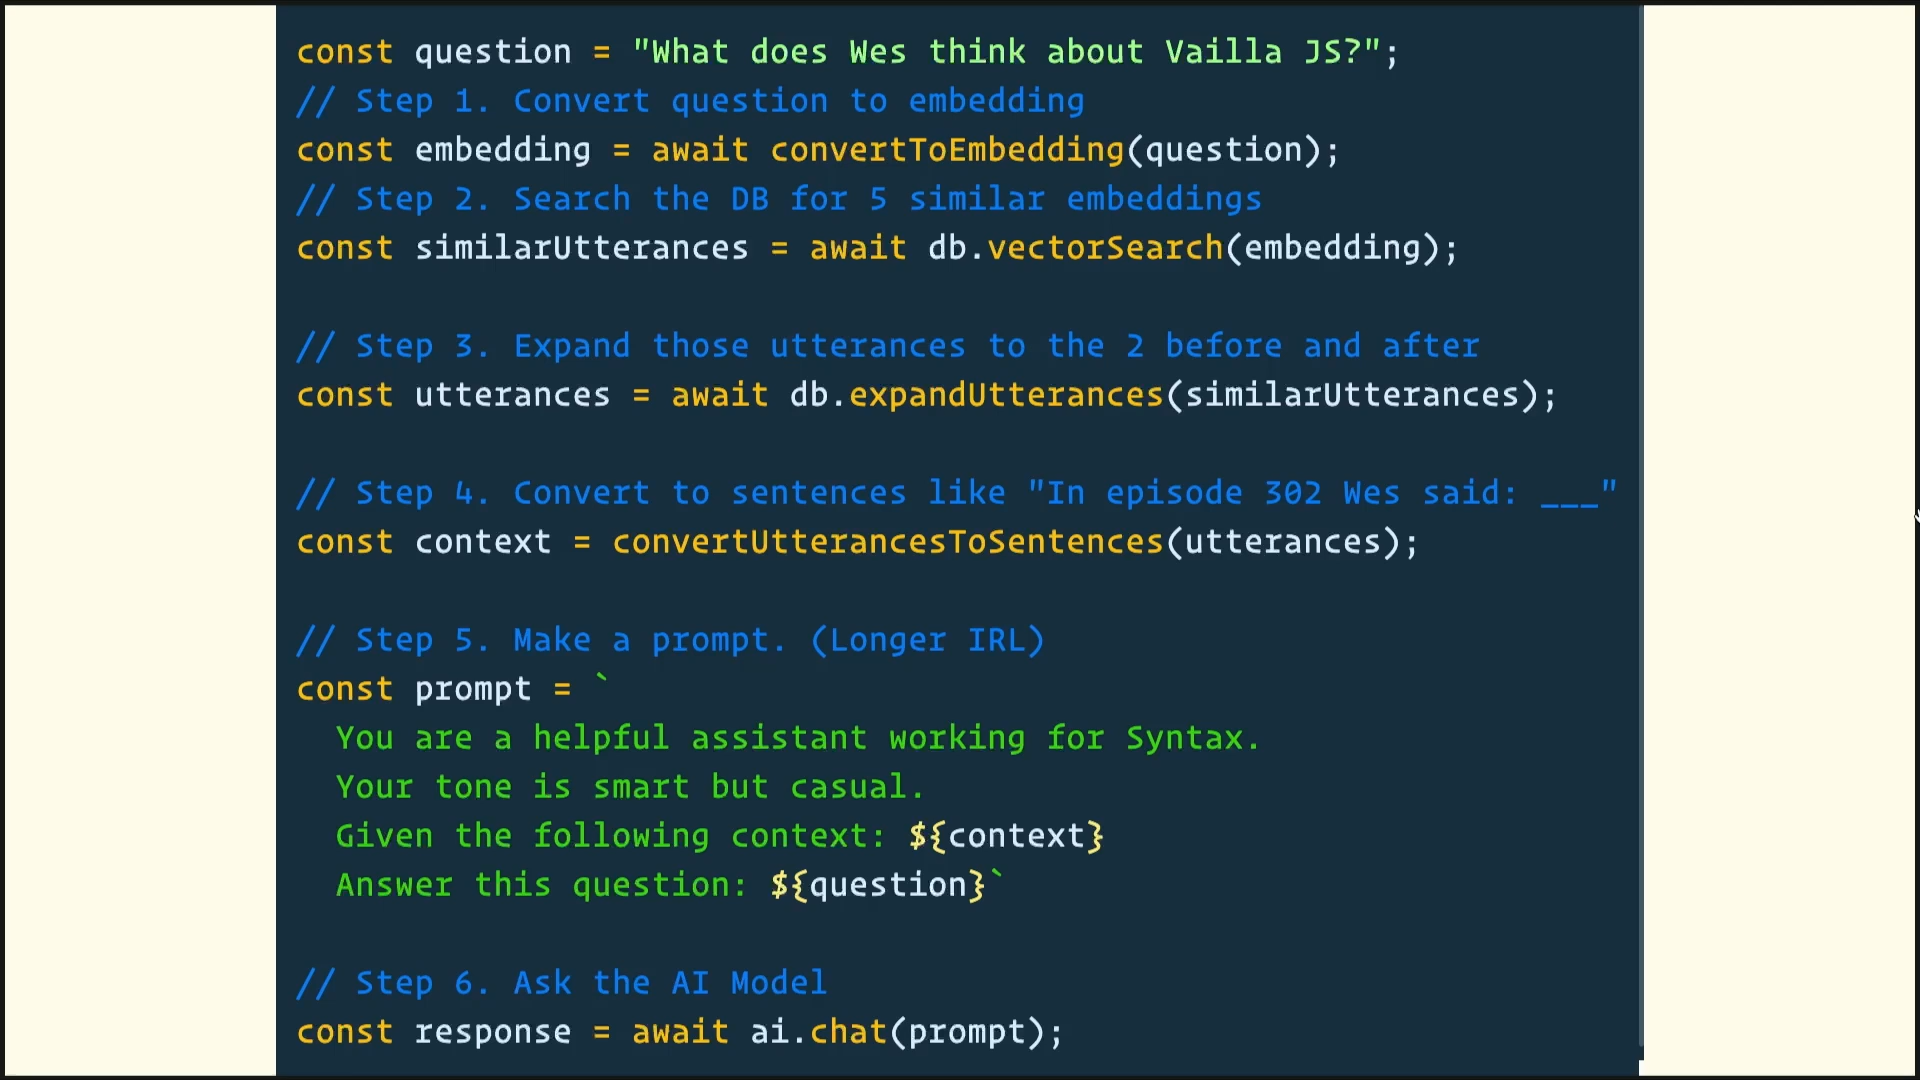 const question = "What does Wes think about Vailla JS?";
// Step 1. Convert question to embedding
const embedding = await convertToEmbedding(question);
// Step 2. Search the DB for 5 similar embeddings
const similarUtterances = await db.vectorSearch(embedding);
// Step 3. Expand those utterances to the 2 before and after
const utterances = await db.expandUtterances(similarUtterances);
// Step 4. Convert to sentences like "In episode 302 Wes said: ___"
const context = convertUtterancesToSentences(utterances);
// Step 5. Make a prompt. (Longer IRL)
const prompt = `
You are a helpful assistant working for Syntax.
Your tone is smart but casual.
Given the following context: ${context}
Answer this question: ${question}`
// Step 6. Ask the AI Model
const response = await ai.chat(prompt);